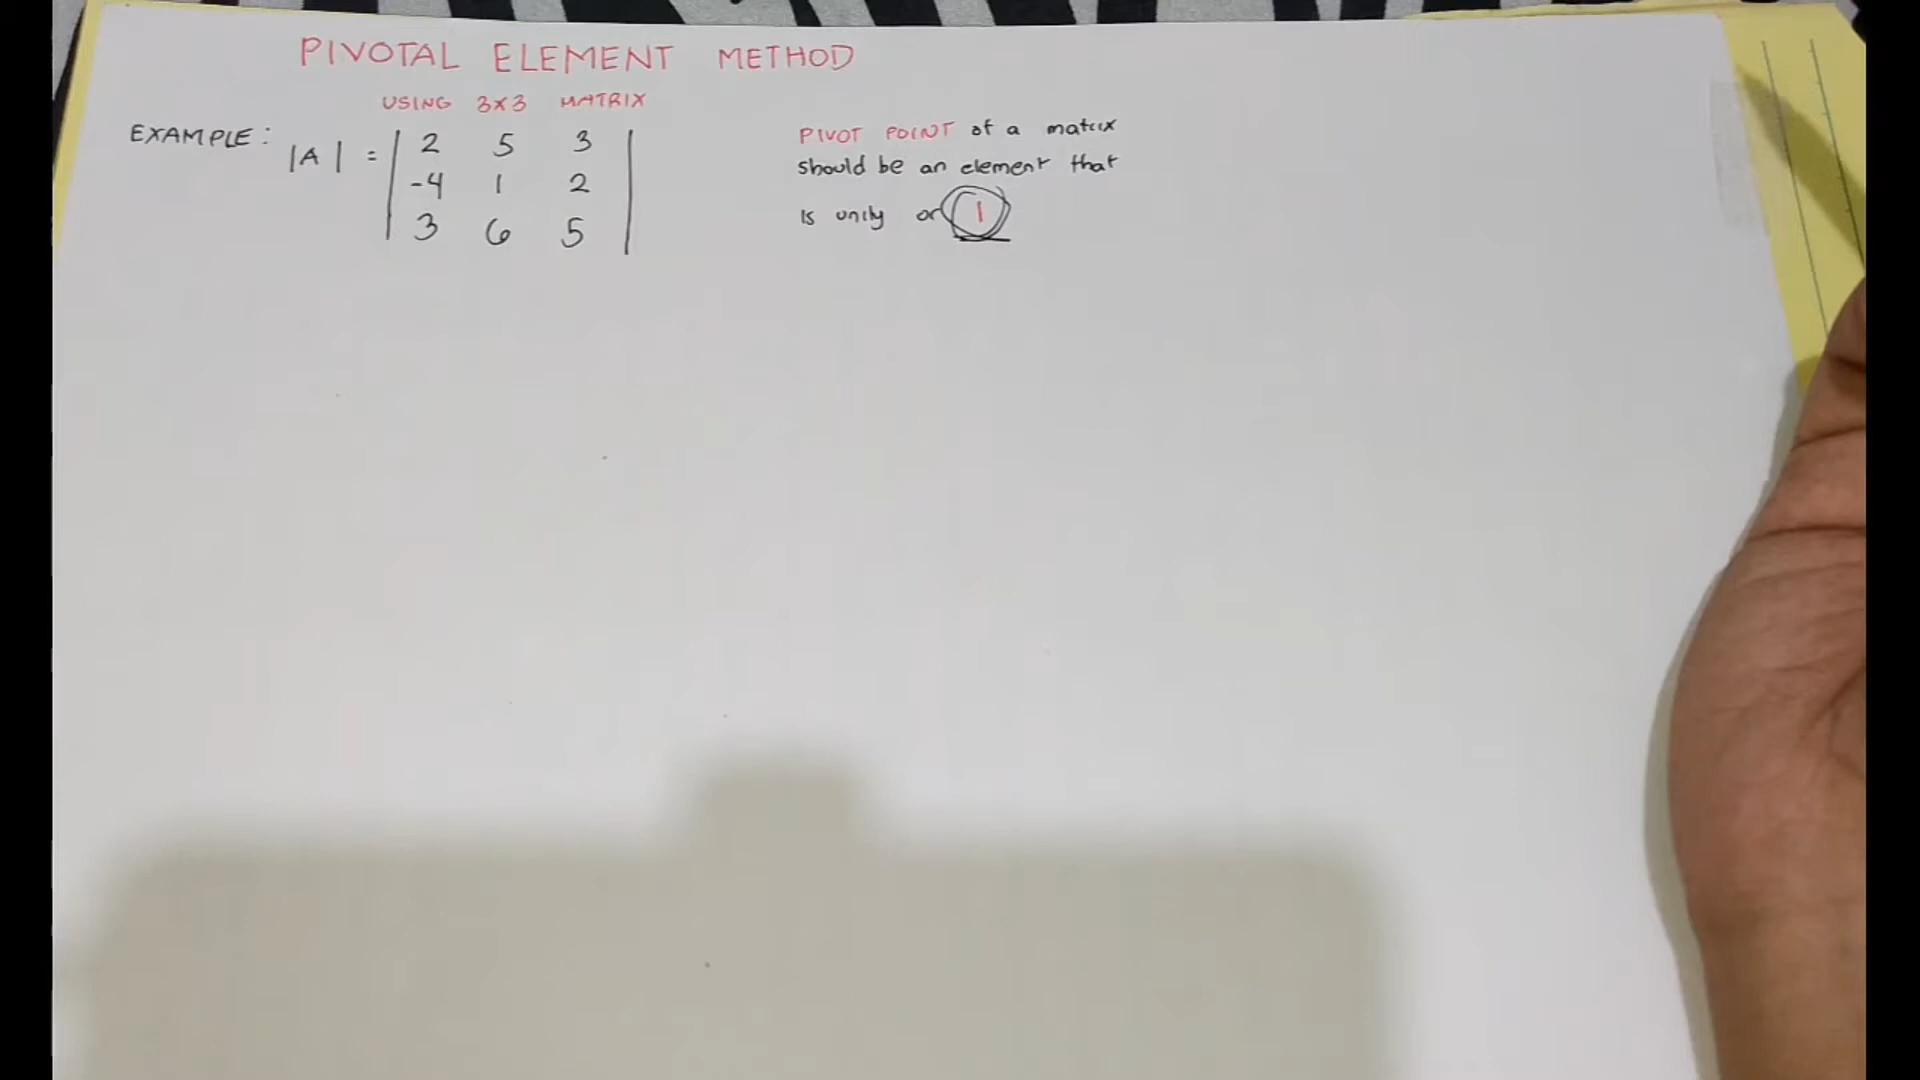 PIVOTAL ELEMENT METHOD
USING 3x3 MATRIX
EXAMPLE:
|A| = | 2 5 3 |
-4 1 2
3 6 5
PIVOT POINT of a matrix
should be an element that
is unity or 1